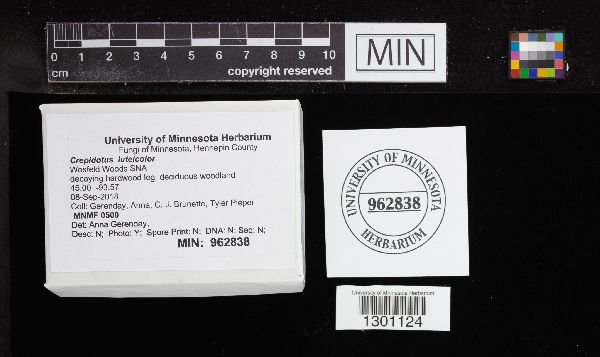 0 1 2 3 4 5 6 7 8 9 10
cm
copyright reserved
MIN
University of Minnesota Herbarium
Fungi of Minnesota, Hennepin County
Crepidotus luteicolor
Wosfeld Woods SNA
decaying hardwood log deciduous woodland
45.00 -93.57
08-Sep-2018
Coll: Gerenday, Anna, C. J. Brunette, Tyler Pieper
MNMF 0500
Det: Anna Gerenday,
Desc: N; Photo: Y; Spore Print: N; DNA: N; Seq: N;
MIN: 962838
UNIVERSITY OF MINNESOTA
962838
HERBARIUM
University of Minnesota Herbarium
1301124